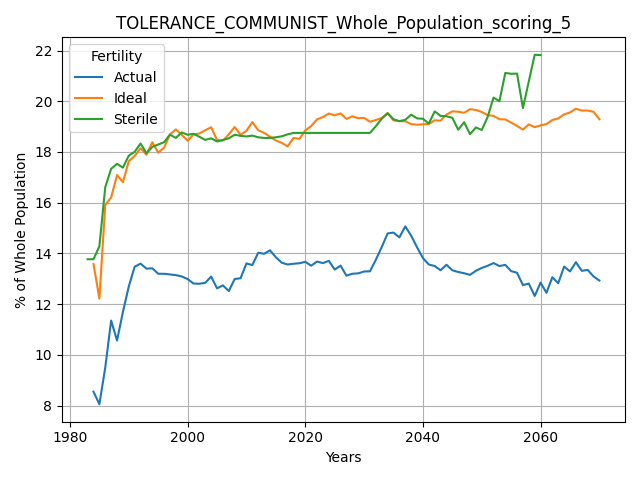 TOLERANCE_COMMUNIST_Whole_Population_scoring_5
Fertility
Actual
Ideal
Sterile
% of Whole Population
22
20
18
16
14
12
10
8
1980
2000
2020
2040
2060
Years